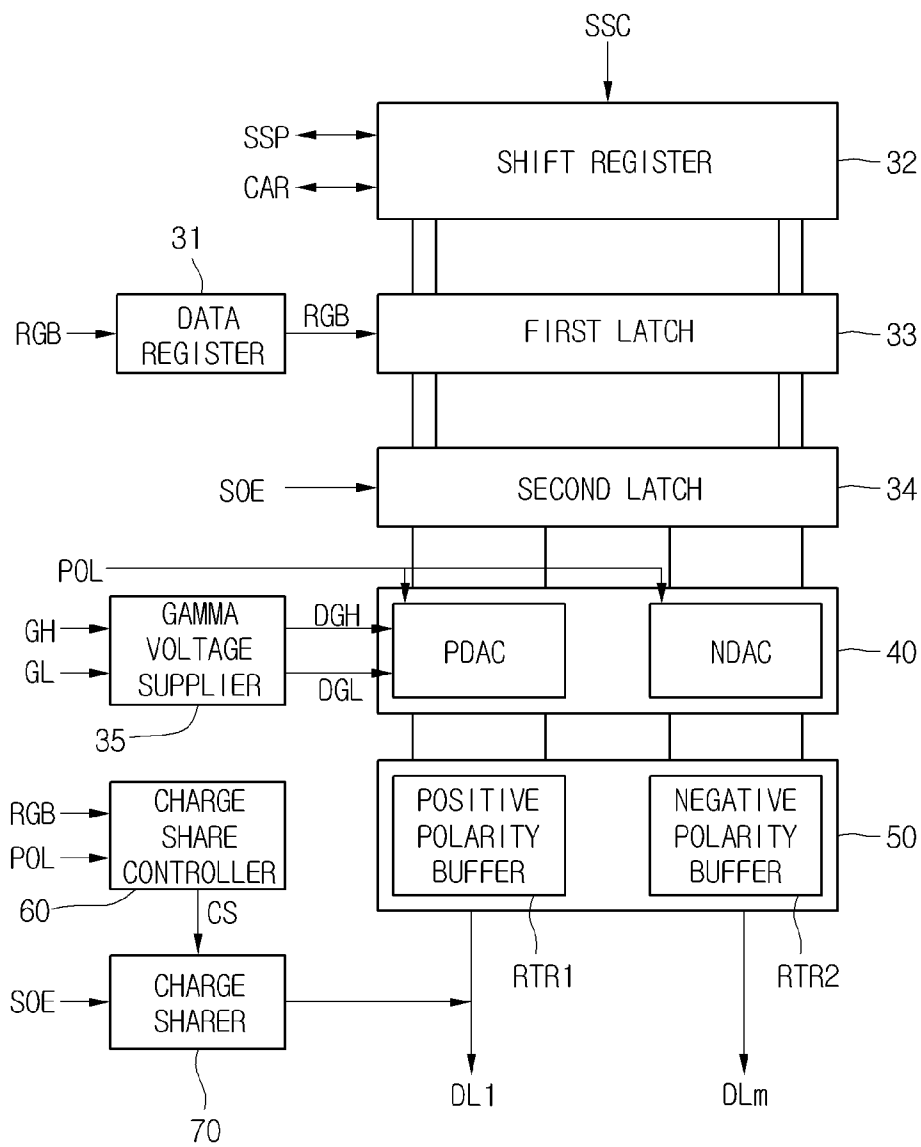 SSC
SSP
CAR
SHIFT REGISTER
32
31
RGB
DATA
REGISTER
RGB
FIRST LATCH
33
SOE
SECOND LATCH
34
POL
GH
GL
GAMMA
VOLTAGE
SUPPLIER
35
DGH
DGL
PDAC
NDAC
40
RGB
POL
CHARGE
SHARE
CONTROLLER
60
CS
POSITIVE
POLARITY
BUFFER
NEGATIVE
POLARITY
BUFFER
50
RTR1
RTR2
SOE
CHARGE
SHARER
70
DL1
DLm